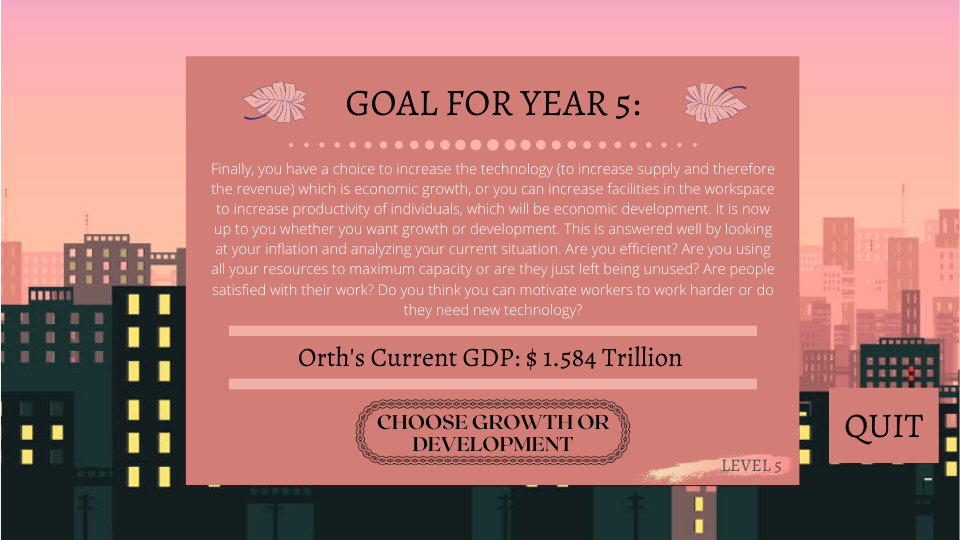 GOAL FOR YEAR 5:
Finally, you have a choice to increase the technology (to increase supply and therefore
the revenue) which is economic growth, or you can increase facilities in the workspace
to increase productivity of individuals, which will be economic development. It is now
up to you whether you want growth or development. This is answered well by looking
at your inflation and analyzing your current situation. Are you efficient? Are you using
all your resources to maximum capacity or are they just left being unused? Are people
satisfied with their work? Do you think you can motivate workers to work harder or do
they need new technology?
Orth's Current GDP: $ 1.584 Trillion
CHOOSE GROWTH OR
DEVELOPMENT
QUIT
LEVEL 5